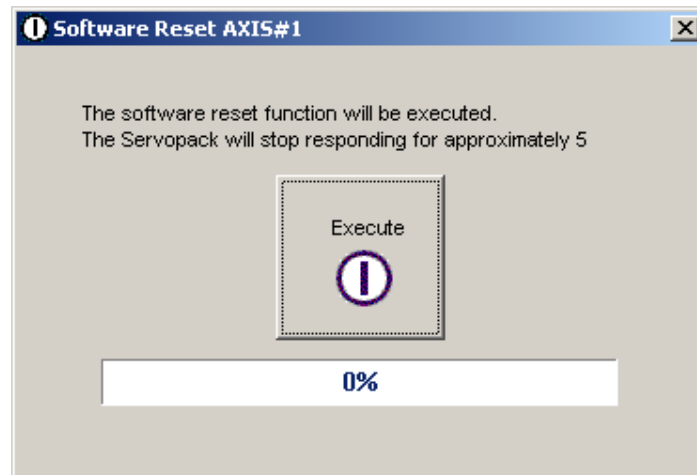 Software Reset AXIS#1
The software reset function will be executed.
The Servopack will stop responding for approximately 5
Execute
0%